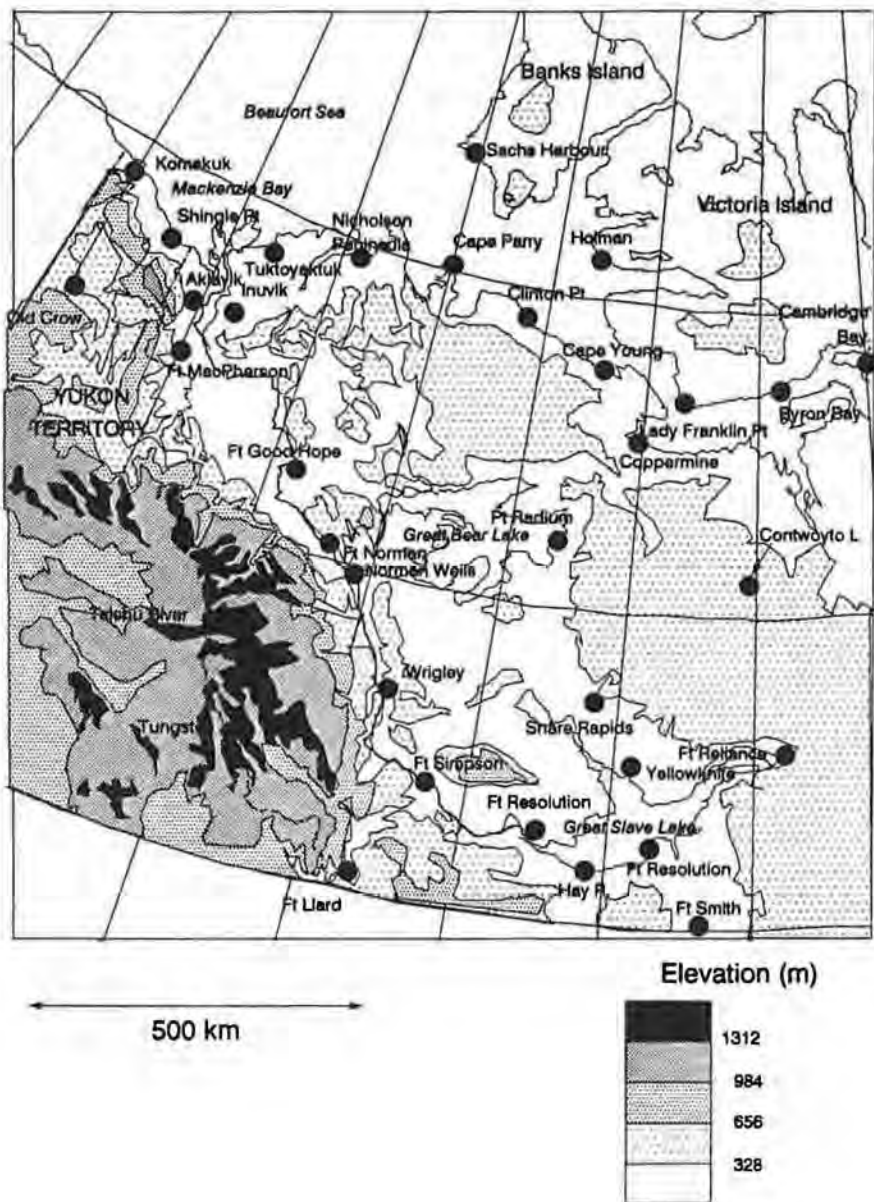 Banks Island
Beaufort Sea
Sachs Harbour
Komakuk
Mackenzie Bay
Victoria Island
Shingle Pt
Nicholson
Peninsula
Cape Parry
Holman
Tuktoyaktuk
Aklavik
Inuvik
Clinton Pt
Cambridge
Bay
Old Crow
Cape Young
Ft MacPherson
YUKON
TERRITORY
Byron Bay
Lady Franklin Pt
Coppermine
Ft Good Hope
Pt Radium
Great Bear Lake
Contwoyto L
Ft Norman
Norman Wells
River
Wrigley
Snare Rapids
Tungst
Ft Reliance
Ft Simpson
Yellowknife
Ft Resolution
Great Slave Lake
Ft Resolution
Hay R
Ft Smith
Ft Liard
500 km
Elevation (m)
1312
984
656
328